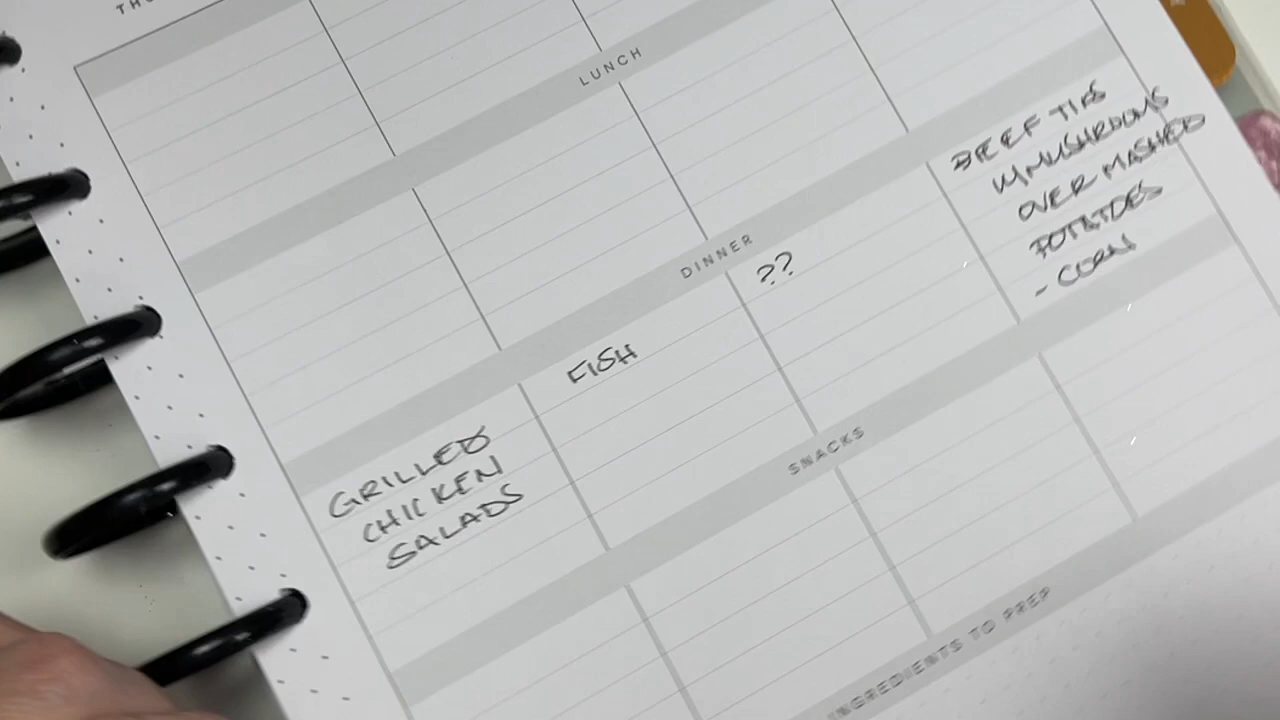 LUNCH
DINNER
GRILLED
CHICKEN
SALADS
FISH
??
BEEF TIPS
W/MUSHROOMS
OVER MASHED
POTATOES
- CORN
SNACKS
INGREDIENTS TO PREP